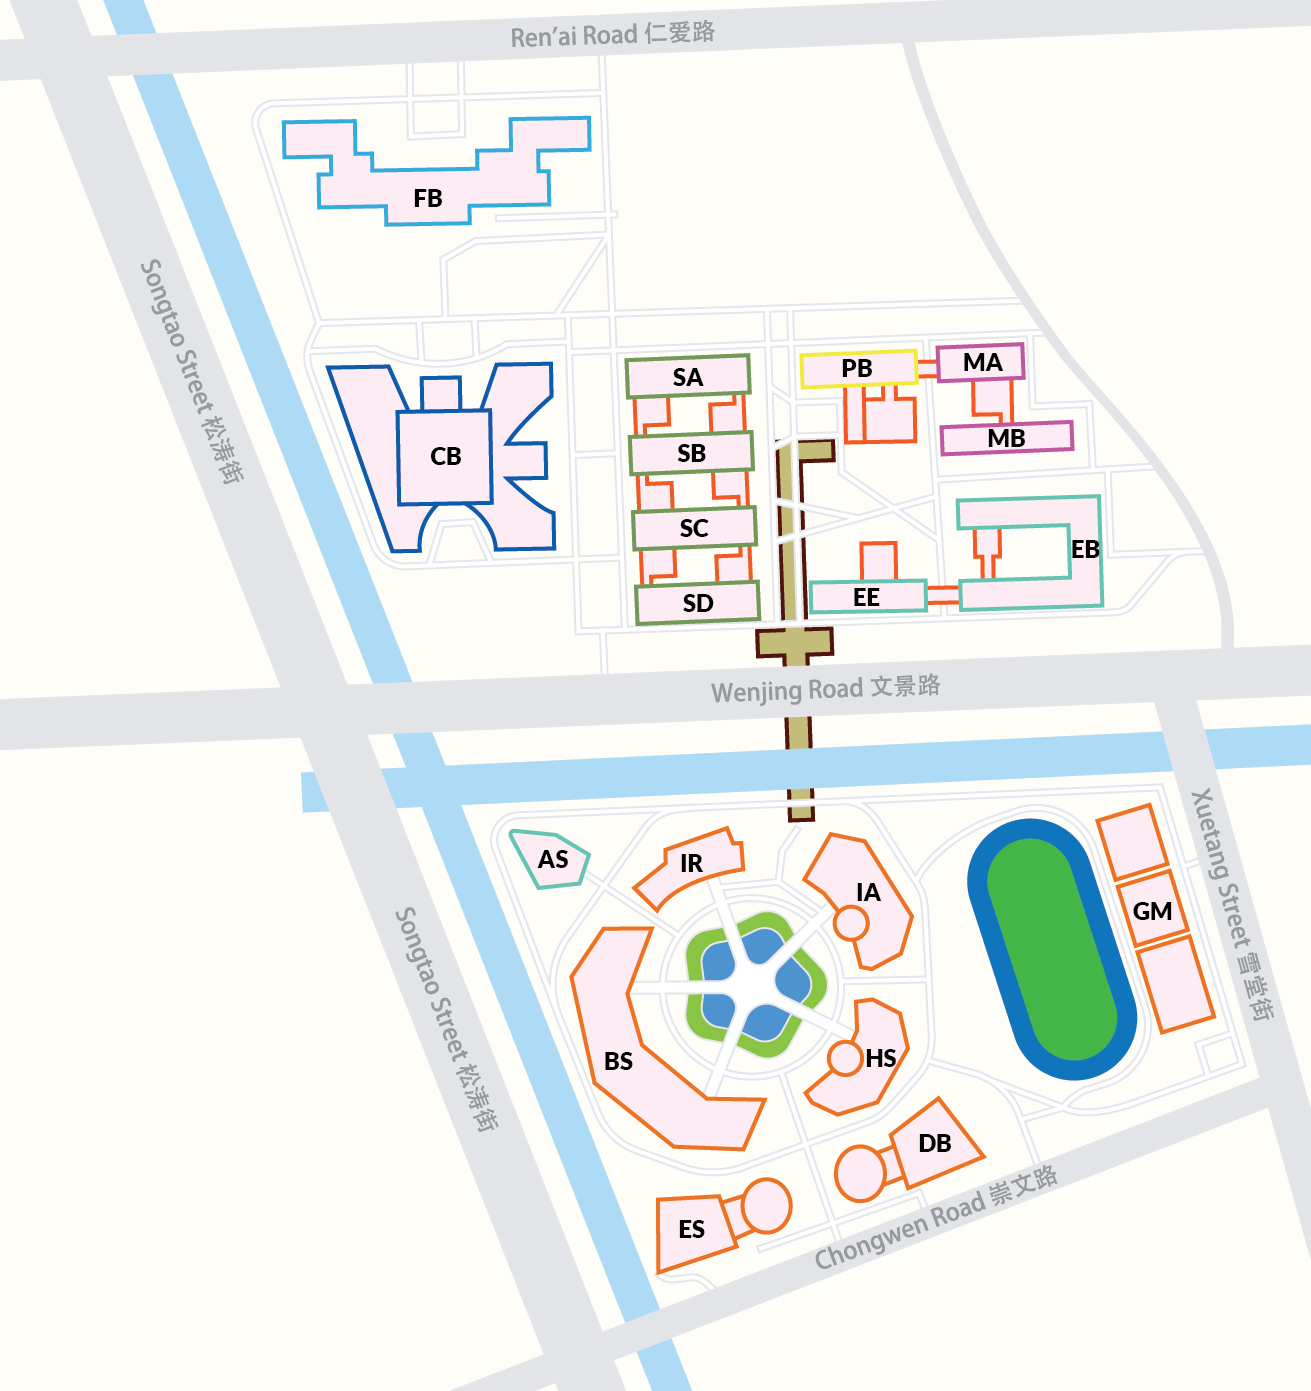 Ren’ai Road 仁爱路
FB
Songtao Street 松涛街
SA
PB
MA
MB
CB
SB
SC
EB
SD
EE
Wenjing Road 文景路
Xuetang Street 雪堂街
AS
IR
IA
GM
Songtao Street 松涛街
BS
HS
DB
ES
Chongwen Road 崇文路